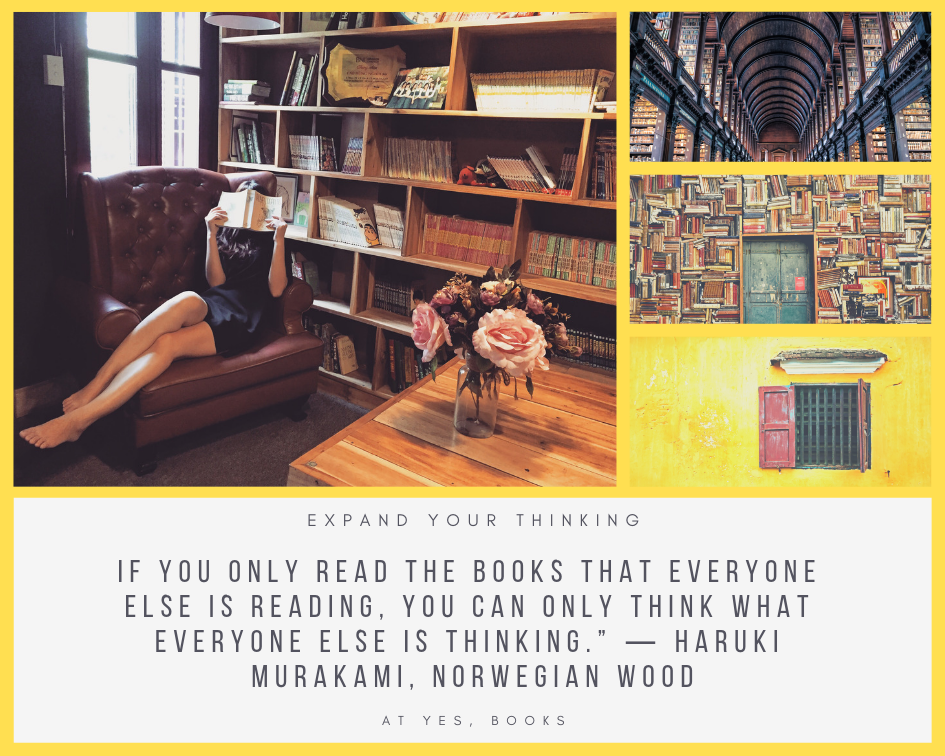 EXPAND YOUR THINKING
IF YOU ONLY READ THE BOOKS THAT EVERYONE
ELSE IS READING, YOU CAN ONLY THINK WHAT
EVERYONE ELSE IS THINKING.” — HARUKI
MURAKAMI, NORWEGIAN WOOD
AT YES, BOOKS